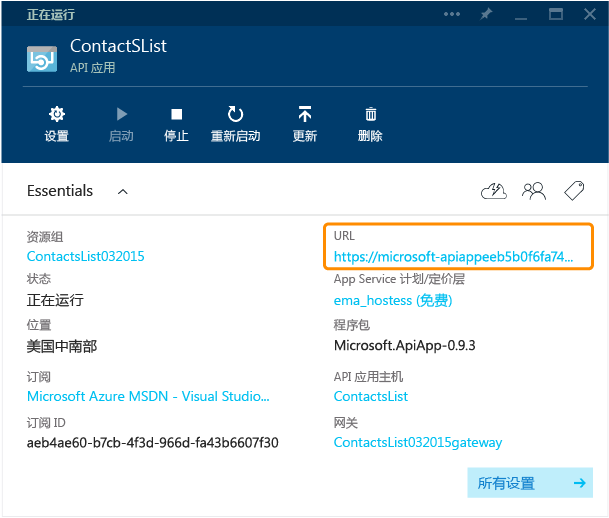 正在运行
ContactSList
API 应用
设置
启动
停止
重新启动
更新
删除
Essentials
资源组
ContactsList032015
URL
https://microsoft-apiappeeb5b0f6fa74...
状态
正在运行
App Service 计划/定价层
ema_hostess (免费)
位置
美国中南部
程序包
Microsoft.ApiApp-0.9.3
订阅
Microsoft Azure MSDN - Visual Studio...
API 应用主机
ContactsList
订阅 ID
aeb4ae60-b7cb-4f3d-966d-fa43b6607f30
网关
ContactsList032015gateway
所有设置